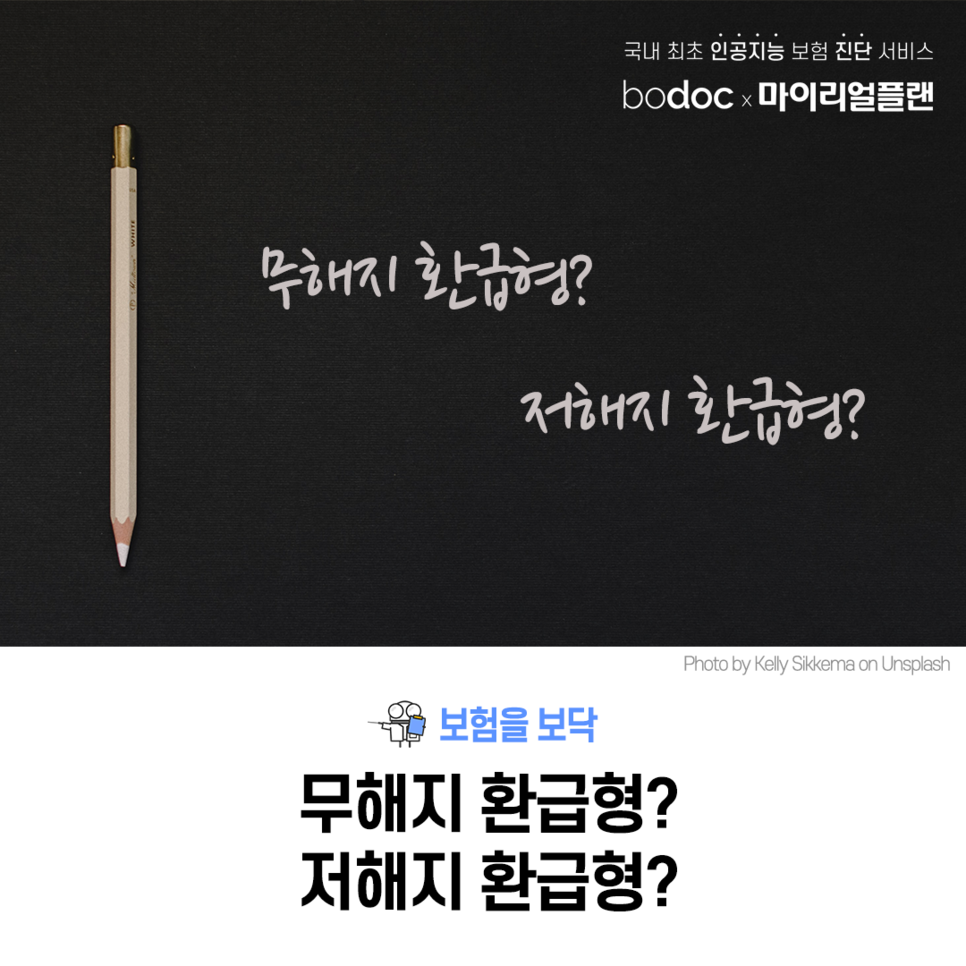 국내 최초 인공지능 보험 진단 서비스
bodoc x 마이리얼플랜
무해지 환급형?
저해지 환급형?
Photo by Kelly Sikkema on Unsplash
보험을 보닥
무해지 환급형?
저해지 환급형?